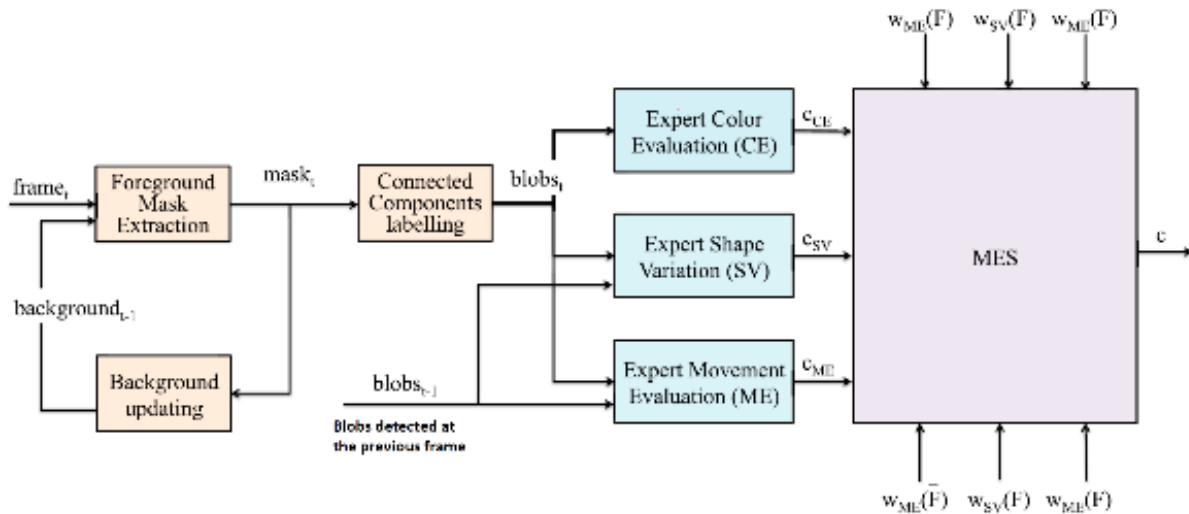 w_ME(F) w_SV(F) w_ME(F)
Expert Color
Evaluation (CE)
c_CE
frame_t
Foreground
Mask
Extraction
mask_t
Connected
Components
labelling
blobs_t
Expert Shape
Variation (SV)
c_SV
MES
c
background_t-1
Background
updating
blobs_t-1
Blobs detected at
the previous frame
Expert Movement
Evaluation (ME)
c_ME
w_ME(F̄) w_SV(F) w_ME(F)